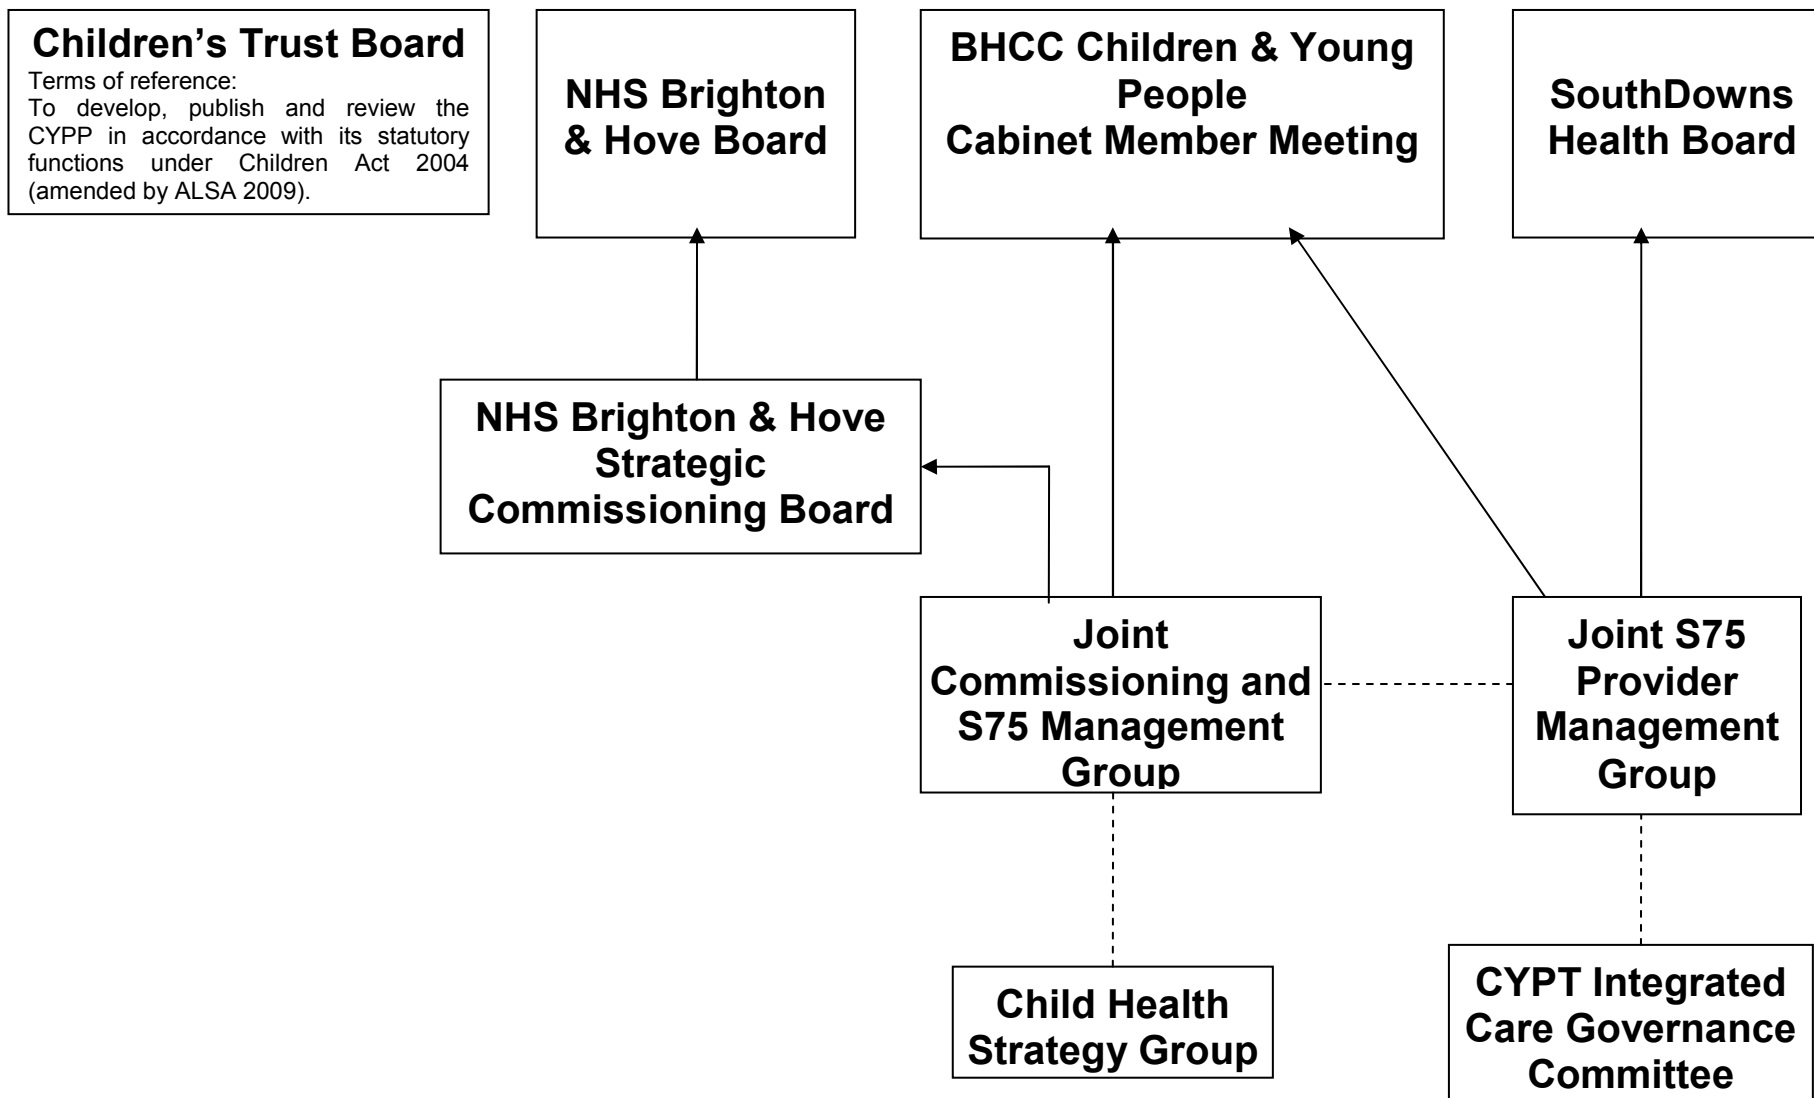 Children’s Trust Board
Terms of reference:
To develop, publish and review the
CYPP in accordance with its statutory
functions under Children Act 2004
(amended by ALSA 2009).
NHS Brighton
& Hove Board
BHCC Children & Young
People
Cabinet Member Meeting
SouthDowns
Health Board
NHS Brighton & Hove
Strategic
Commissioning Board
Joint
Commissioning and
S75 Management
Group
Joint S75
Provider
Management
Group
Child Health
Strategy Group
CYPT Integrated
Care Governance
Committee